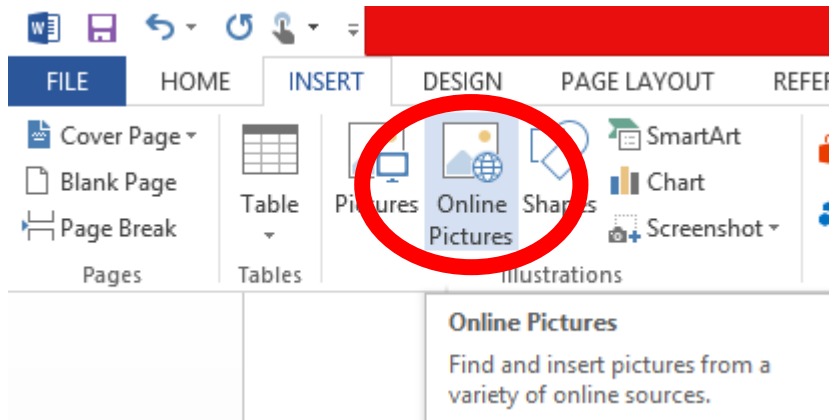 FILE HOME INSERT DESIGN PAGE LAYOUT
Cover Page
Blank Page
Page Break
Pages
Table
Tables
Pictures
Online
Pictures
Shapes
SmartArt
Chart
Screenshot
Illustrations
Online Pictures
Find and insert pictures from a
variety of online sources.